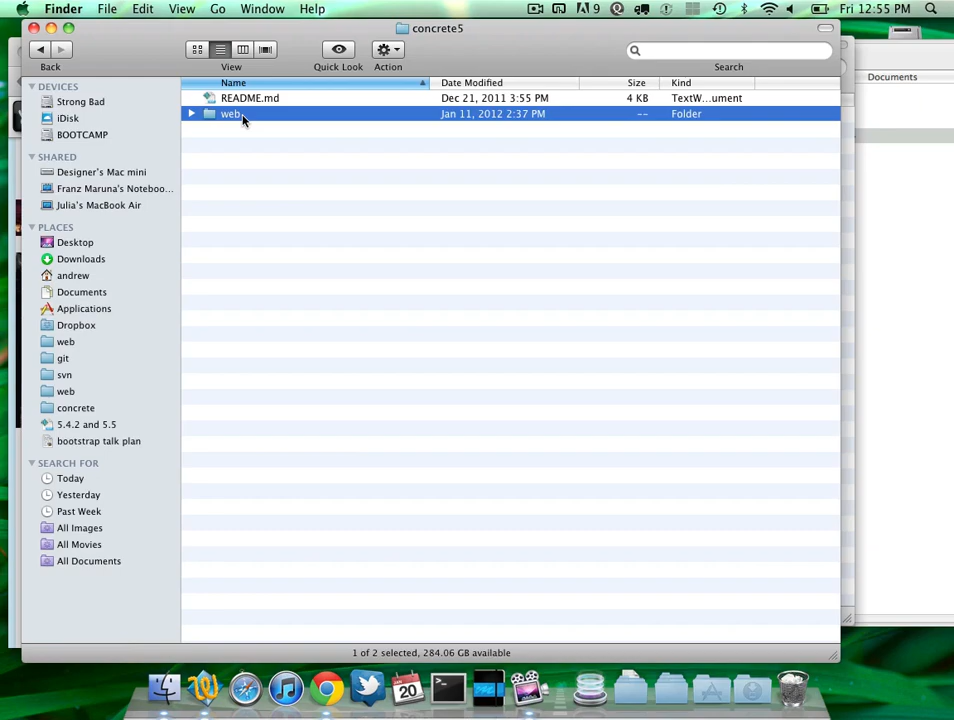 Finder File Edit View Go Window Help 9 Fri 12:55 PM
concrete5
Back View Quick Look Action Search
Documents
DEVICES
Strong Bad
iDisk
BOOTCAMP
SHARED
Designer's Mac mini
Franz Maruna's Noteboo...
Julia's MacBook Air
PLACES
Desktop
Downloads
andrew
Documents
Applications
Dropbox
web
git
svn
web
concrete
5.4.2 and 5.5
bootstrap talk plan
SEARCH FOR
Today
Yesterday
Past Week
All Images
All Movies
All Documents
Name Date Modified Size Kind
README.md Dec 21, 2011 3:55 PM 4 KB TextW...ument
web Jan 11, 2012 2:37 PM -- Folder
1 of 2 selected, 284.06 GB available
20